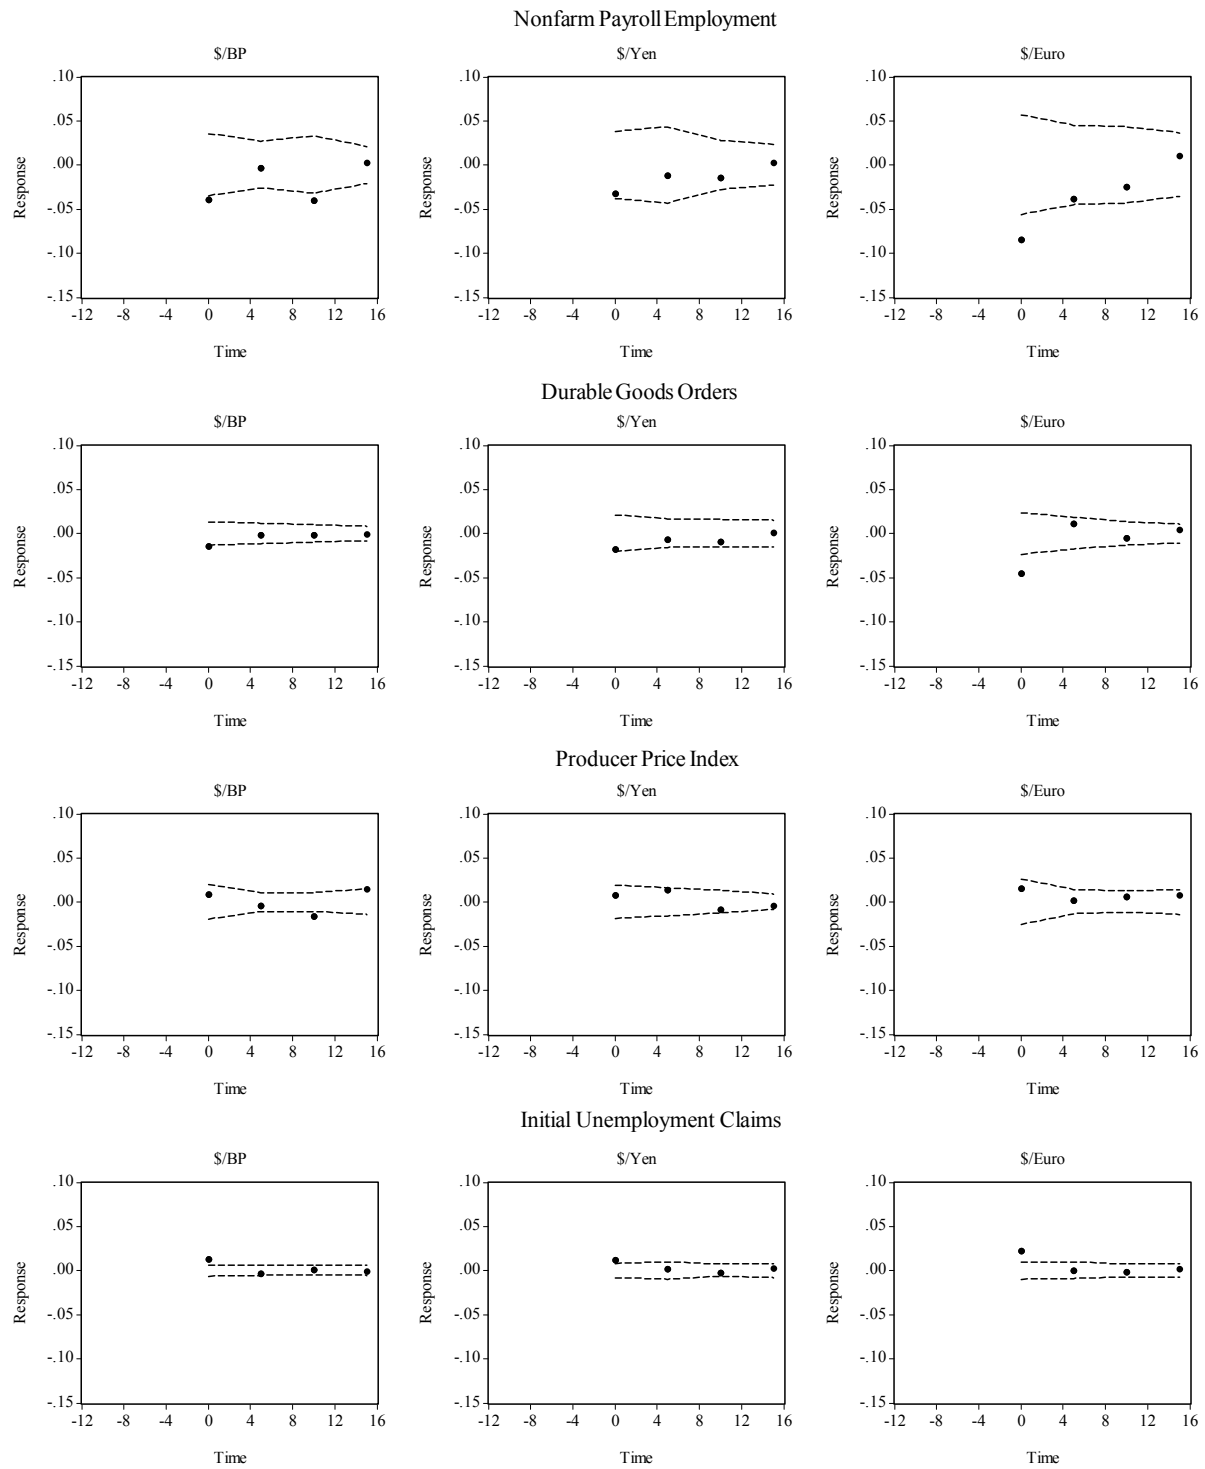 Nonfarm Payroll Employment
$/BP $/Yen $/Euro
.10 .10 .10
.05 .05 .05
.00 .00 .00
-.05 -.05 -.05
-.10 -.10 -.10
-.15 -.15 -.15
Response Response Response
-12 -8 -4 0 4 8 12 16 -12 -8 -4 0 4 8 12 16 -12 -8 -4 0 4 8 12 16
Time Time Time
Durable Goods Orders
$/BP $/Yen $/Euro
.10 .10 .10
.05 .05 .05
.00 .00 .00
-.05 -.05 -.05
-.10 -.10 -.10
-.15 -.15 -.15
Response Response Response
-12 -8 -4 0 4 8 12 16 -12 -8 -4 0 4 8 12 16 -12 -8 -4 0 4 8 12 16
Time Time Time
Producer Price Index
$/BP $/Yen $/Euro
.10 .10 .10
.05 .05 .05
.00 .00 .00
-.05 -.05 -.05
-.10 -.10 -.10
-.15 -.15 -.15
Response Response Response
-12 -8 -4 0 4 8 12 16 -12 -8 -4 0 4 8 12 16 -12 -8 -4 0 4 8 12 16
Time Time Time
Initial Unemployment Claims
$/BP $/Yen $/Euro
.10 .10 .10
.05 .05 .05
.00 .00 .00
-.05 -.05 -.05
-.10 -.10 -.10
-.15 -.15 -.15
Response Response Response
-12 -8 -4 0 4 8 12 16 -12 -8 -4 0 4 8 12 16 -12 -8 -4 0 4 8 12 16
Time Time Time